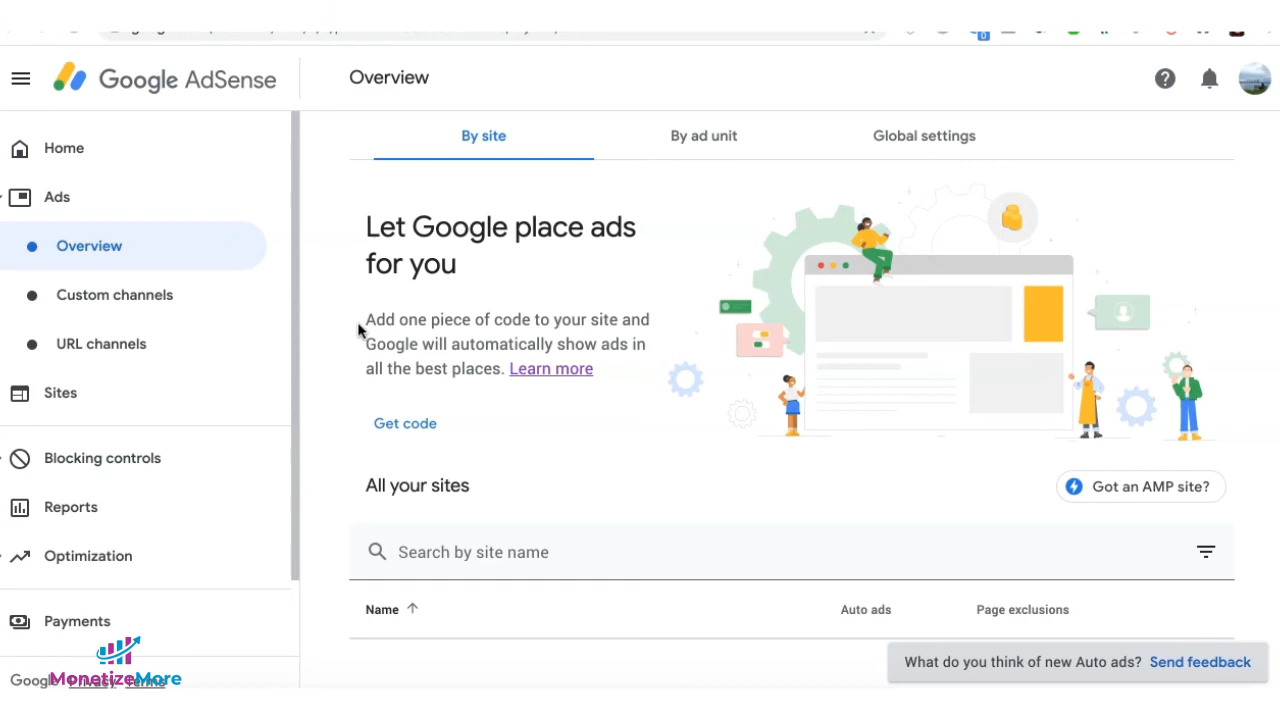 Google AdSense
Overview
Home
Ads
Overview
Custom channels
URL channels
Sites
Blocking controls
Reports
Optimization
Payments
Google Privacy Terms
MonetizeMore
By site
By ad unit
Global settings
Let Google place ads
for you
Add one piece of code to your site and
Google will automatically show ads in
all the best places. Learn more
Get code
All your sites
Got an AMP site?
Search by site name
Name
Auto ads
Page exclusions
What do you think of new Auto ads? Send feedback